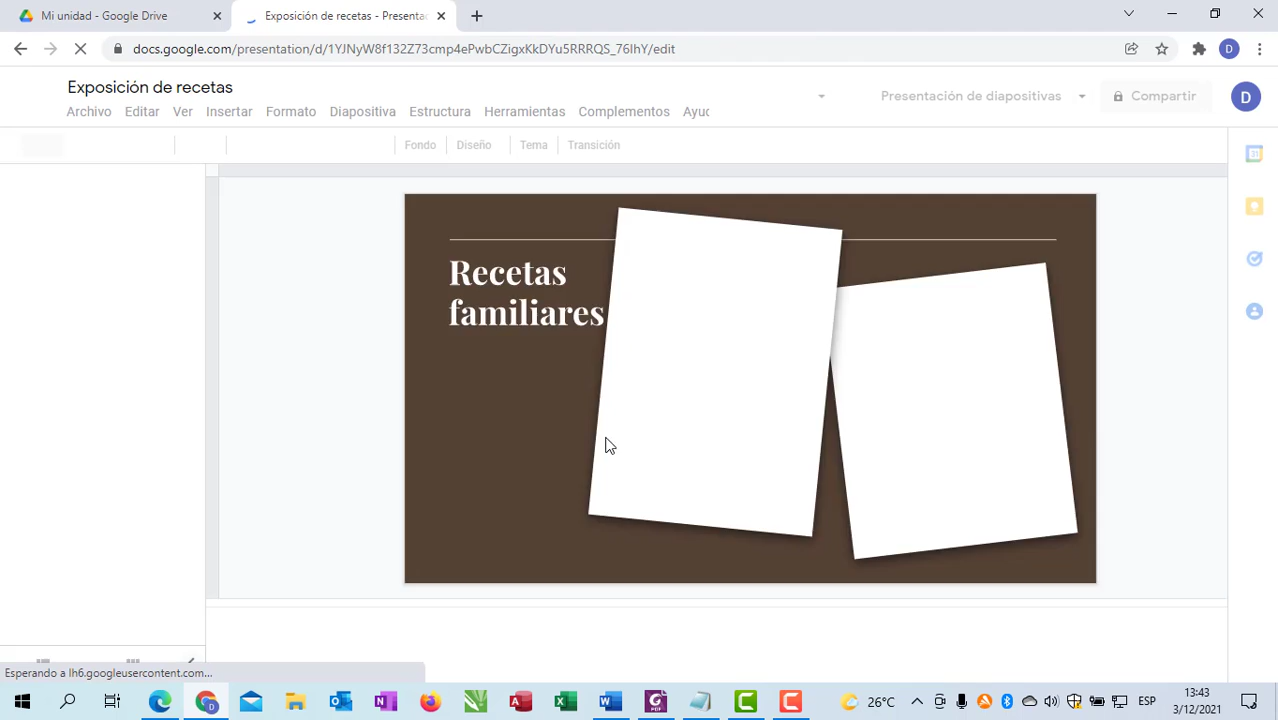 Mi unidad - Google Drive
Exposición de recetas - Presenta
docs.google.com/presentation/d/1YJNyW8f132Z73cmp4ePwbCZigxKkDYu5RRRQS_76IhY/edit
D
Exposición de recetas
Archivo Editar Ver Insertar Formato Diapositiva Estructura Herramientas Complementos Ayuc
Presentación de diapositivas
Compartir
D
Fondo Diseño Tema Transición
31
Recetas
familiares
Esperando a lh6.googleusercontent.com...
26°C
ESP
13:43
3/12/2021